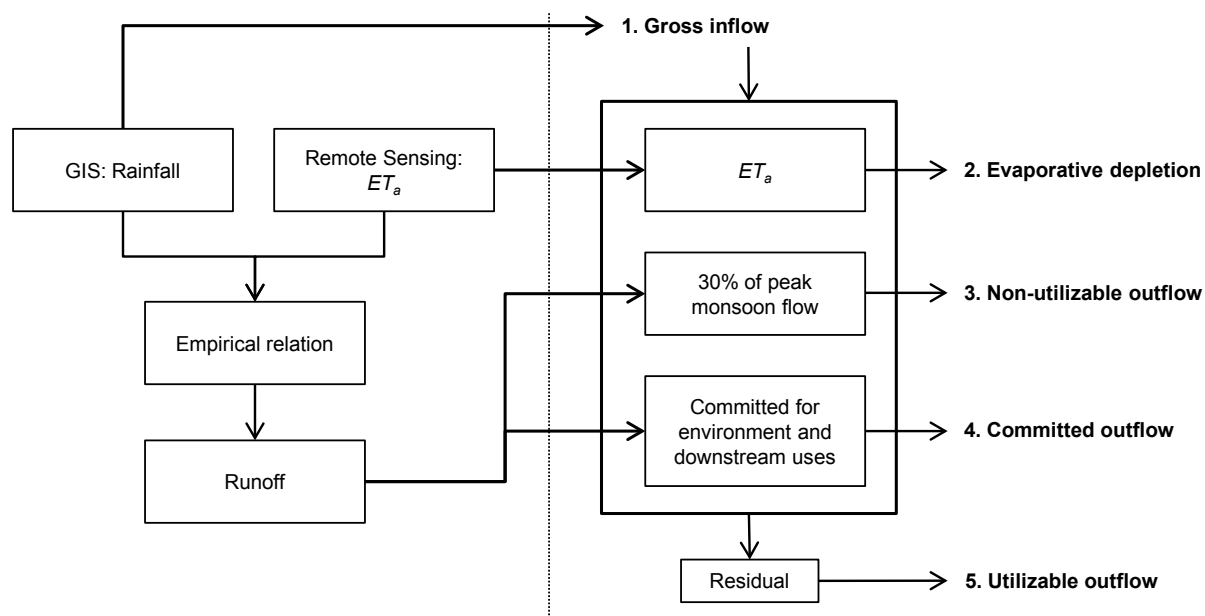 1. Gross inflow
GIS: Rainfall
Remote Sensing:
ETa
ETa
2. Evaporative depletion
30% of peak
monsoon flow
3. Non-utilizable outflow
Empirical relation
Committed for
environment and
downstream uses
4. Committed outflow
Runoff
Residual
5. Utilizable outflow